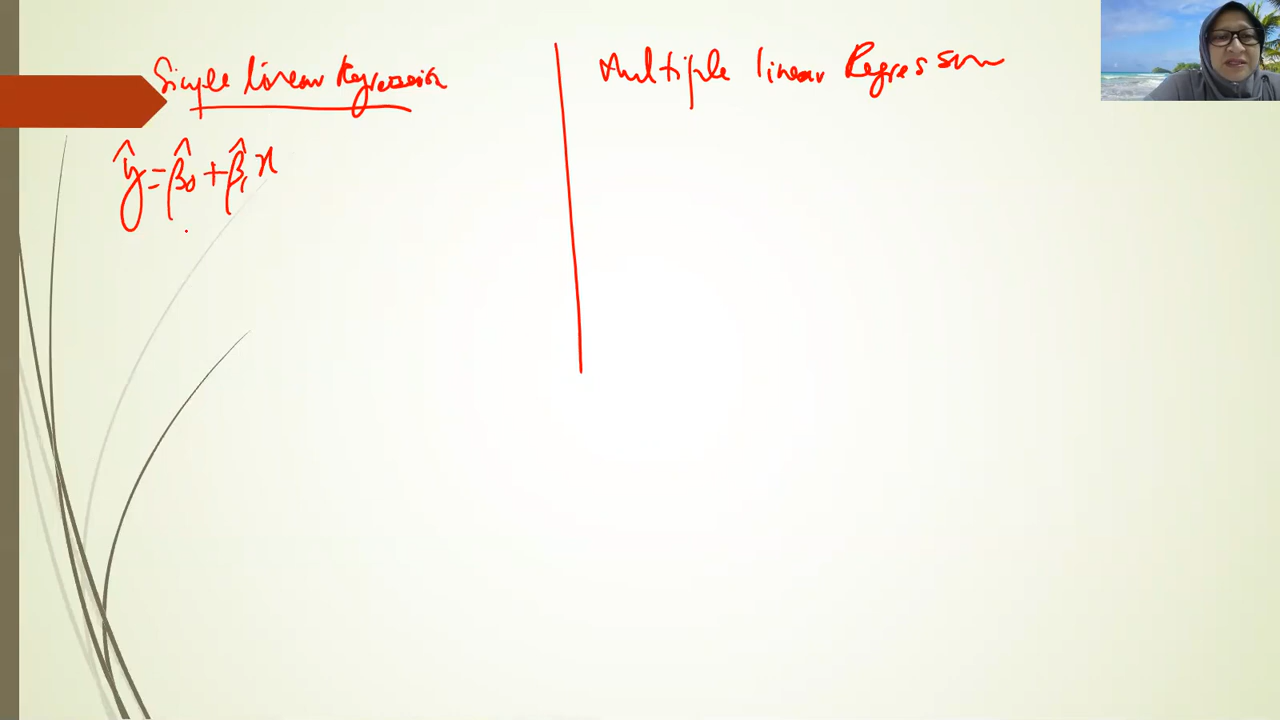 Simple linear Regression
ŷ = β̂₀ + β̂₁ x
Multiple linear Regression